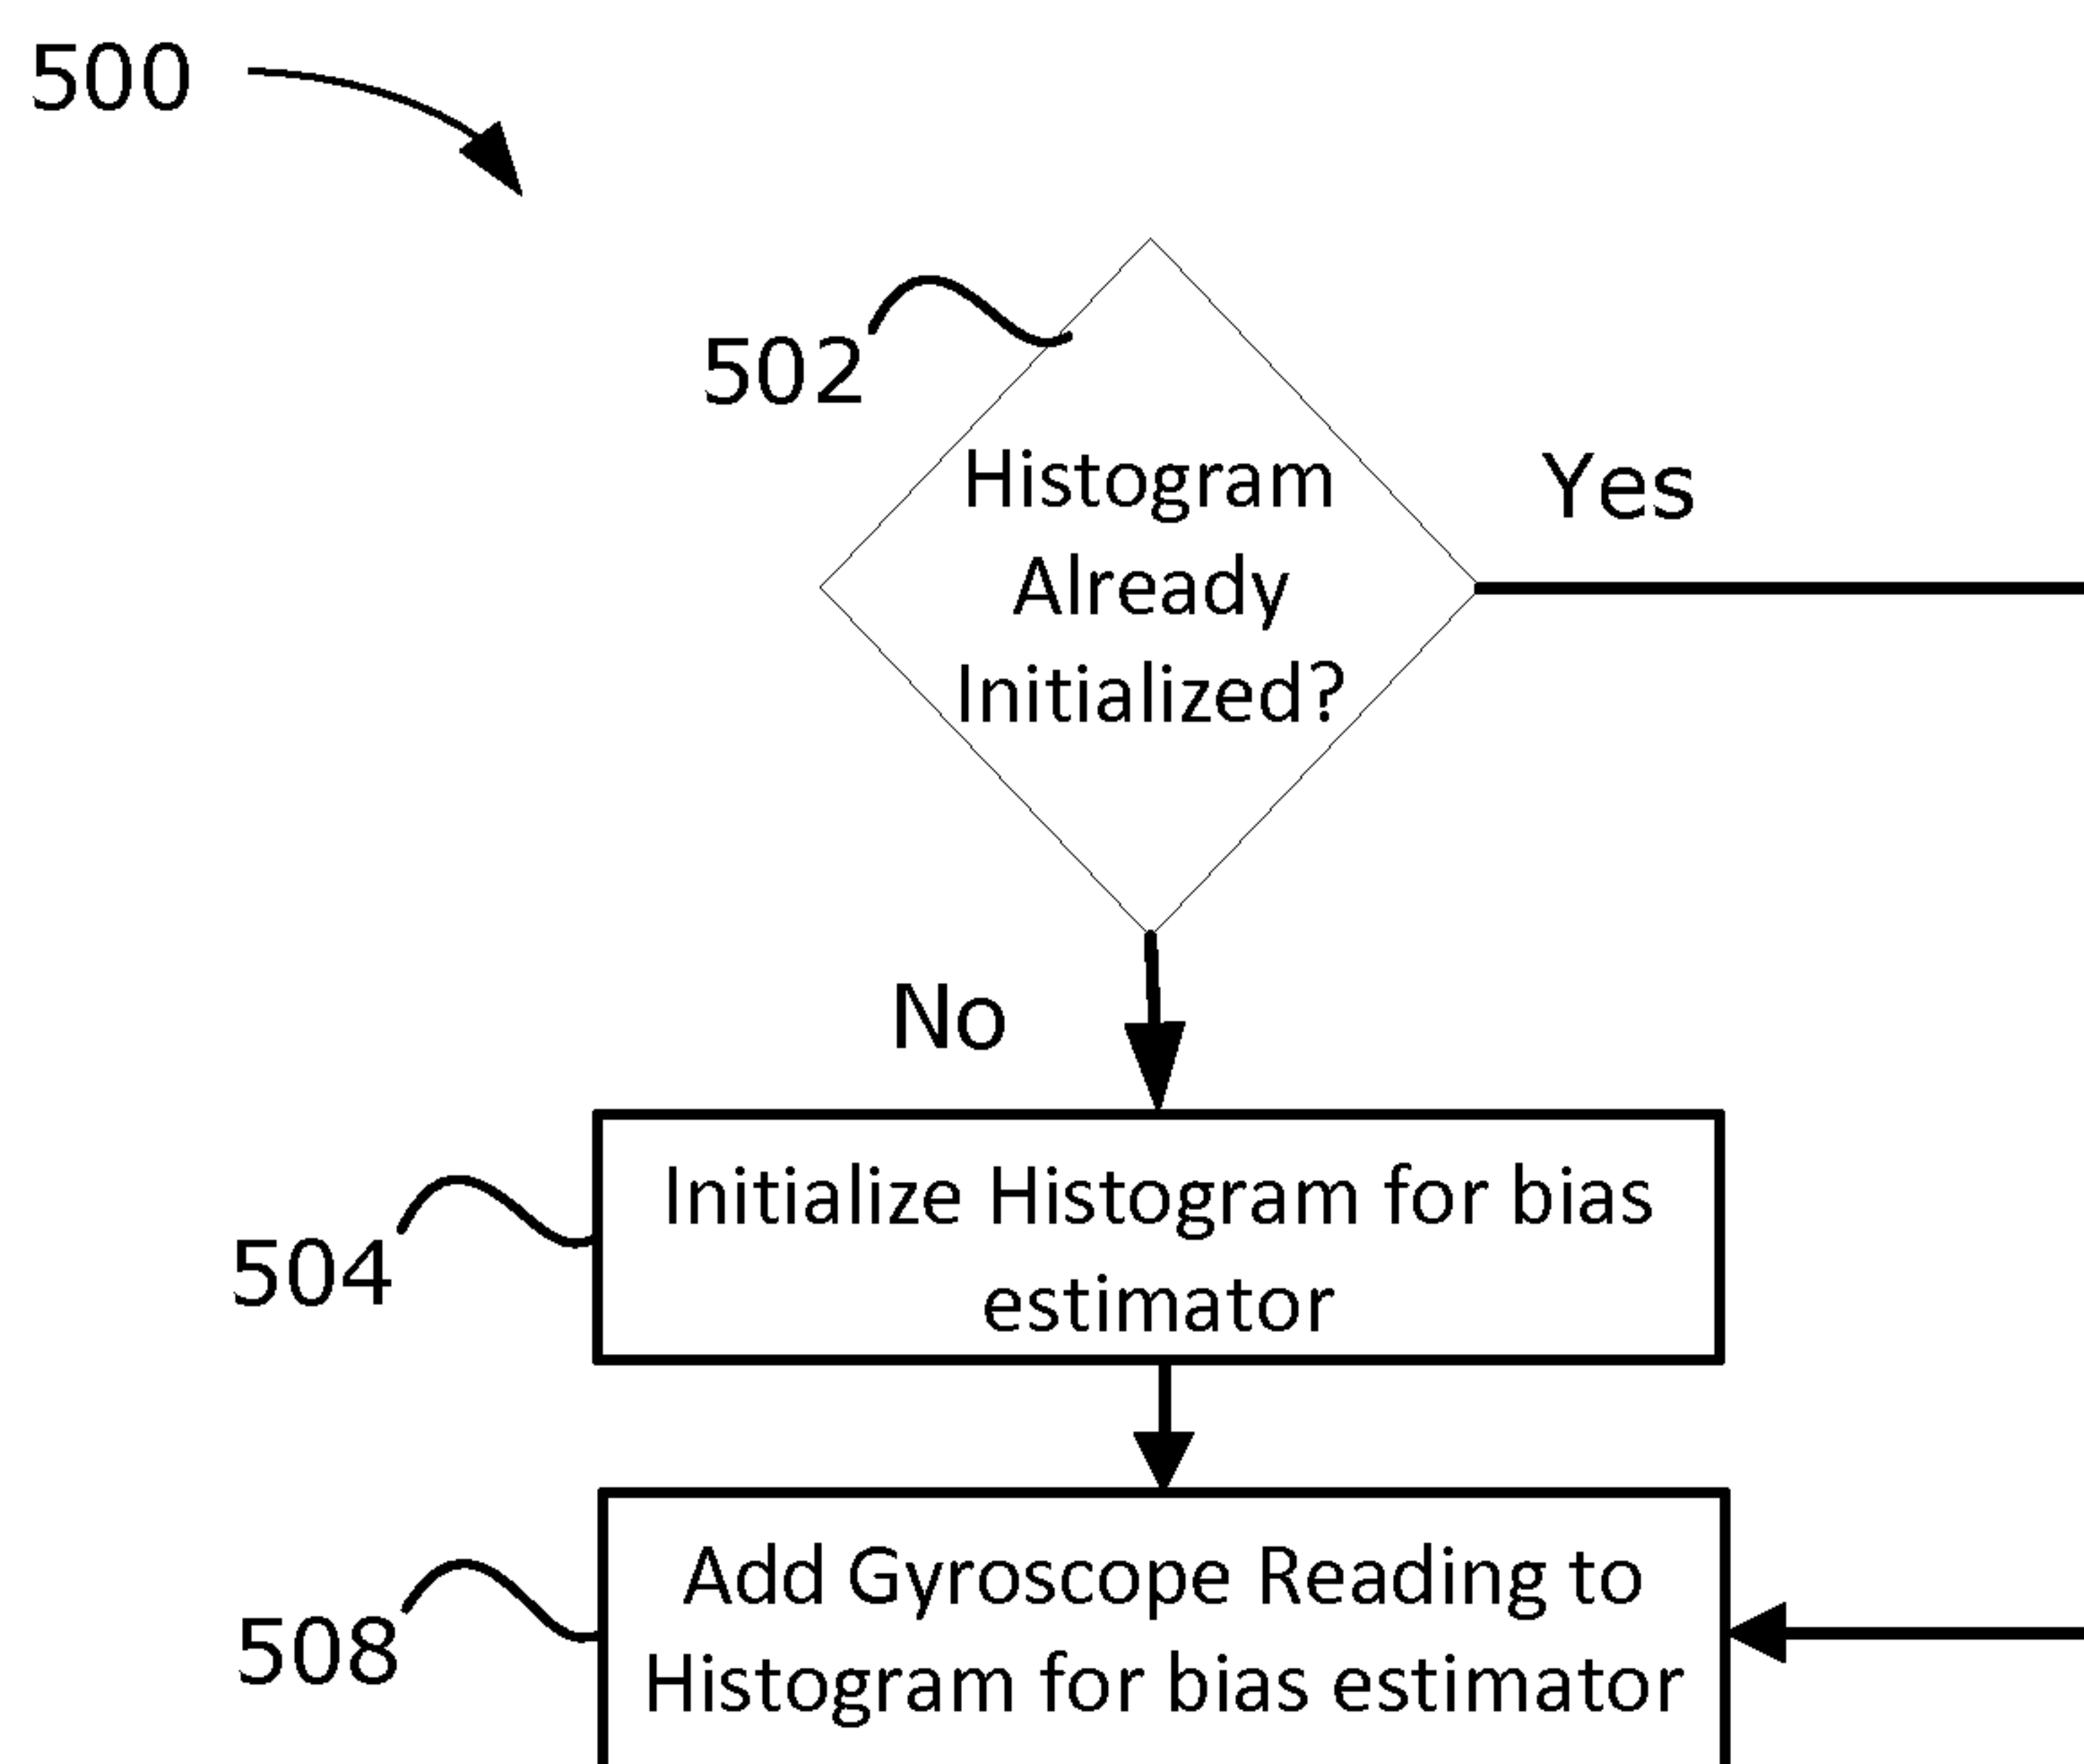 500
502
Histogram
Already
Initialized?
Yes
No
504
Initialize Histogram for bias
estimator
508
Add Gyroscope Reading to
Histogram for bias estimator